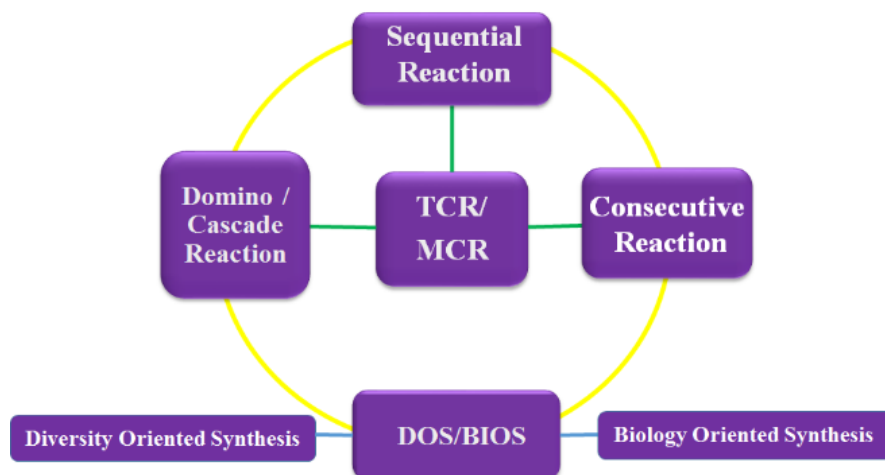 Sequential
Reaction
Domino /
Cascade
Reaction
TCR/
MCR
Consecutive
Reaction
Diversity Oriented Synthesis
DOS/BIOS
Biology Oriented Synthesis